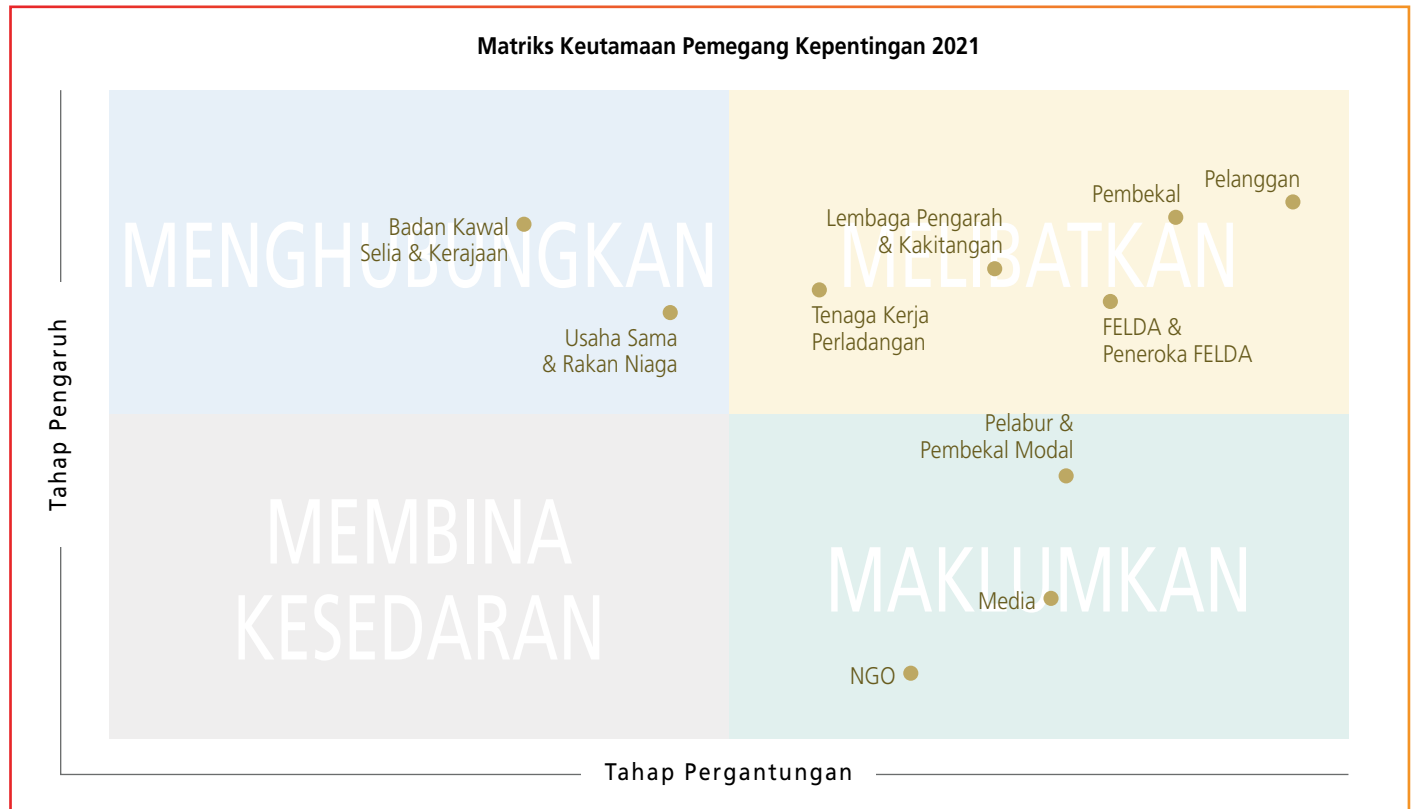 Matriks Keutamaan Pemegang Kepentingan 2021
Tahap Pengaruh
MENGHUBUNGKAN
Badan Kawal
Selia & Kerajaan
Usaha Sama
& Rakan Niaga
MELIBATKAN
Pelanggan
Pembekal
Lembaga Pengarah
& Kakitangan
Tenaga Kerja
Perladangan
FELDA &
Peneroka FELDA
MEMBINA
KESEDARAN
Pelabur &
Pembekal Modal
MAKLUMKAN
Media
NGO
Tahap Pergantungan